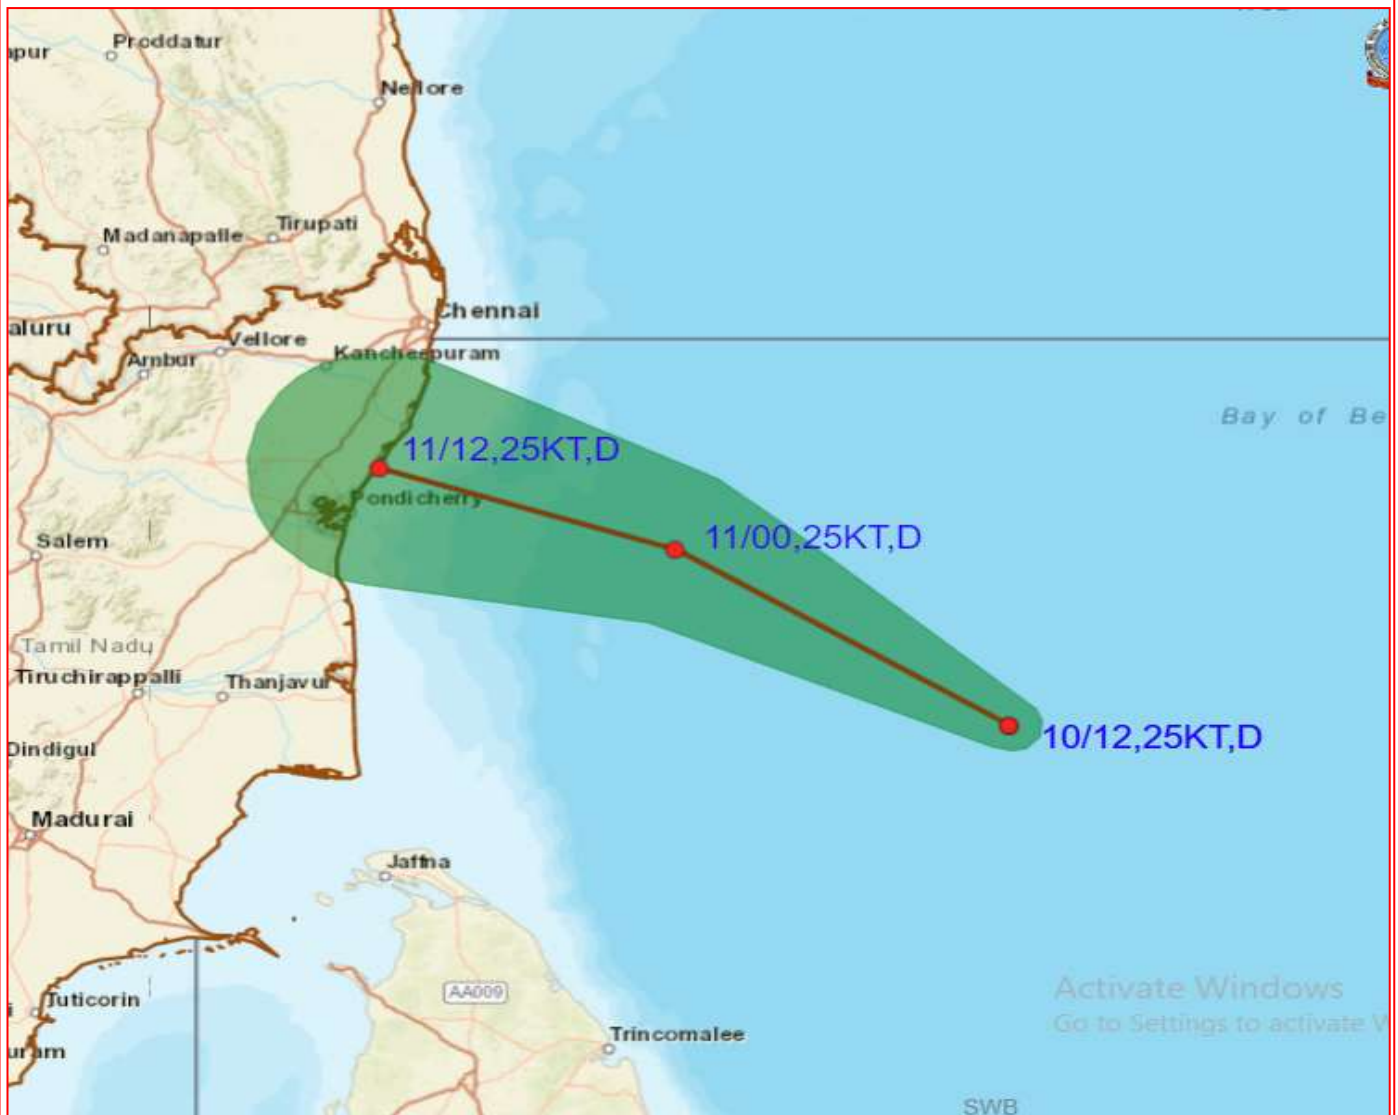 Proddatur
apur
Nellore
Tirupati
Madanapalle
Chennai
aluru
Vellore
Kancheepuram
Ambur
Bay of Be
11/12,25KT,D
Pondicherry
11/00,25KT,D
Salem
Tamil Nadu
Tiruchirappalli
Thanjavur
10/12,25KT,D
Dindigul
Madurai
Jaffna
AA009
Activate Windows
Tuticorin
Go to Settings to activate W
Trincomalee
uram
SWB